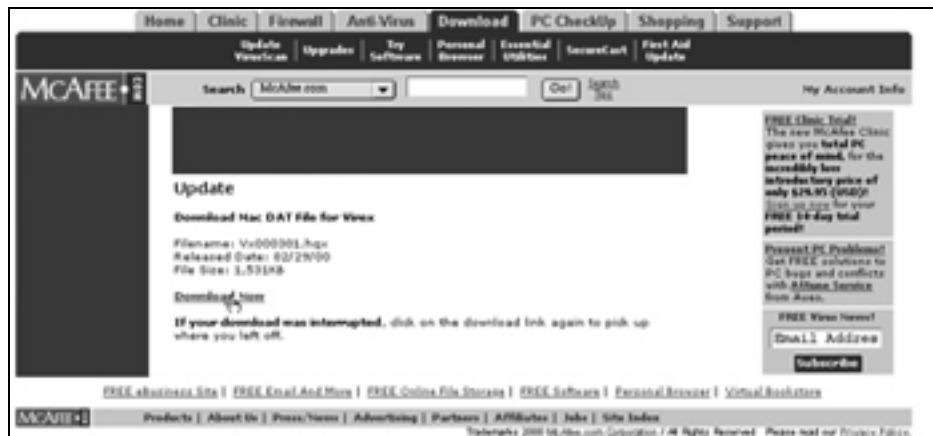 Home | Clinic | Firewall | Anti-Virus | Download | PC CheckUp | Shopping | Support
Update VirusScan | Upgrades | Try Software | Personal Browser | Essential Utilities | SecureCast | First Aid Update
McAFEE .COM
Search McAfee.com Go! Search Tips
My Account Info
Update
Download Mac DAT File for Virex
Filename: Vx000301.hqx
Released Date: 02/29/00
File Size: 1,531KB
Download Now
If your download was interrupted, click on the download link again to pick up
where you left off.
FREE Clinic Trial!
The new McAfee Clinic
gives you total PC
peace of mind, for the
incredibly low
introductory price of
only $29.95 (USD)!
Sign up now for your
FREE 14-day trial
period!
Prevent PC Problems!
Get FREE solutions to
PC bugs and conflicts
with
Service
from
FREE Virus News!
Email Addres
Subscribe
FREE ebusiness Site | FREE Email And More | FREE Online File Storage | FREE Software | Personal Browser | Virtual Bookstore
McAFEE
Products | About Us | Press/News | Advertising | Partners | Affiliates | Jobs | Site Index
Trademarks 2000 McAfee.com Corporation / All Rights Reserved Please read our Privacy Policy.